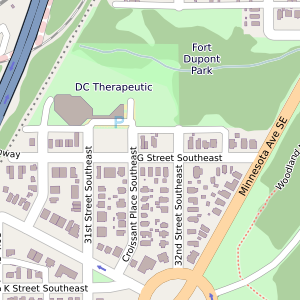 Fort
Dupont
Park
DC Therapeutic
P
Minnesota Ave SE
G Street Southeast
31st Street Southeast
Croissant Place Southeast
32nd Street Southeast
K Street Southeast